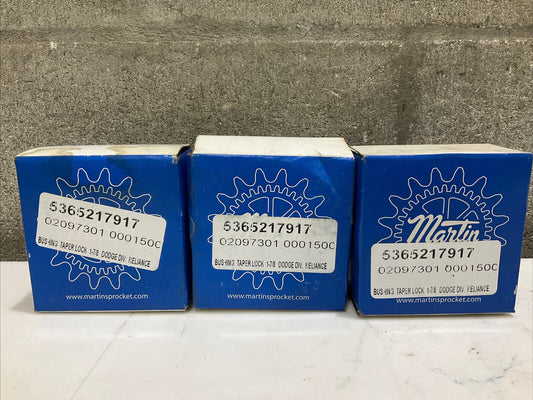 5365217917
02097301 000150C
BUSHING TAPER LOCK 1-7/8 DODGE DIV. RELIANCE
www.martinsprocket.com
5365217917
02097301 000150C
BUSHING TAPER LOCK 1-7/8 DODGE DIV. RELIANCE
www.martinsprocket.com
Martin
5365217917
02097301 000150C
BUSHING TAPER LOCK 1-7/8 DODGE DIV. RELIANCE
www.martinsprocket.com